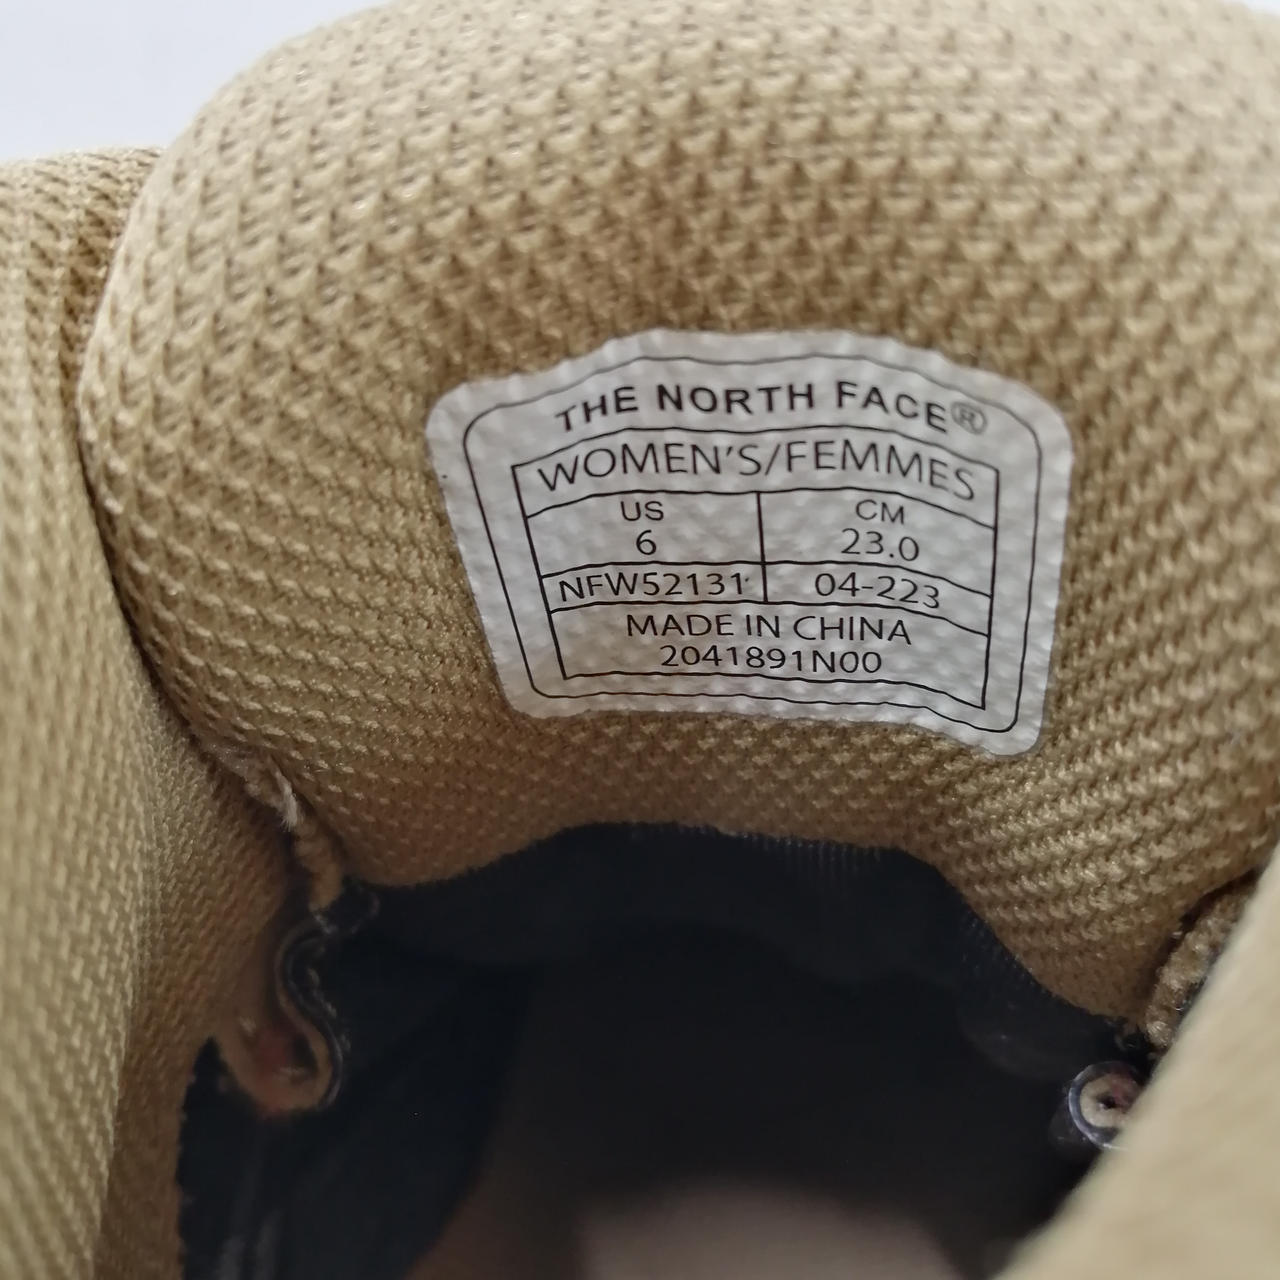 THE NORTH FACE®
WOMEN'S/FEMMES
US CM
6 23.0
NFW52131 04-223
MADE IN CHINA
2041891N00